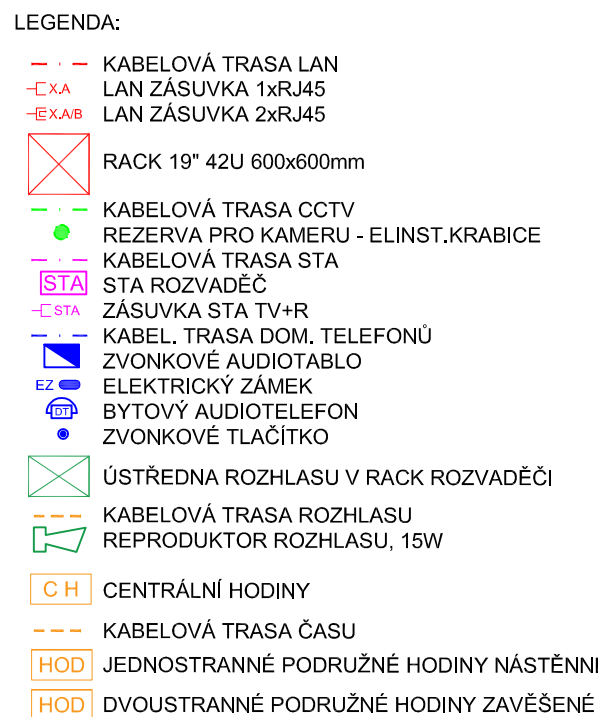 LEGENDA:
KABELOVÁ TRASA LAN
X.A LAN ZÁSUVKA 1xRJ45
X.A/B LAN ZÁSUVKA 2xRJ45
RACK 19" 42U 600x600mm
KABELOVÁ TRASA CCTV
REZERVA PRO KAMERU - ELINST.KRABICE
KABELOVÁ TRASA STA
STA STA ROZVADĚČ
STA ZÁSUVKA STA TV+R
KABEL. TRASA DOM. TELEFONŮ
ZVONKOVÉ AUDIOTABLO
EZ ELEKTRICKÝ ZÁMEK
DT BYTOVÝ AUDIOTELEFON
ZVONKOVÉ TLAČÍTKO
ÚSTŘEDNA ROZHLASU V RACK ROZVADĚČI
KABELOVÁ TRASA ROZHLASU
REPRODUKTOR ROZHLASU, 15W
C H CENTRÁLNÍ HODINY
KABELOVÁ TRASA ČASU
HOD JEDNOSTRANNÉ PODRUŽNÉ HODINY NÁSTĚNNI
HOD DVOUSTRANNÉ PODRUŽNÉ HODINY ZAVĚŠENÉ